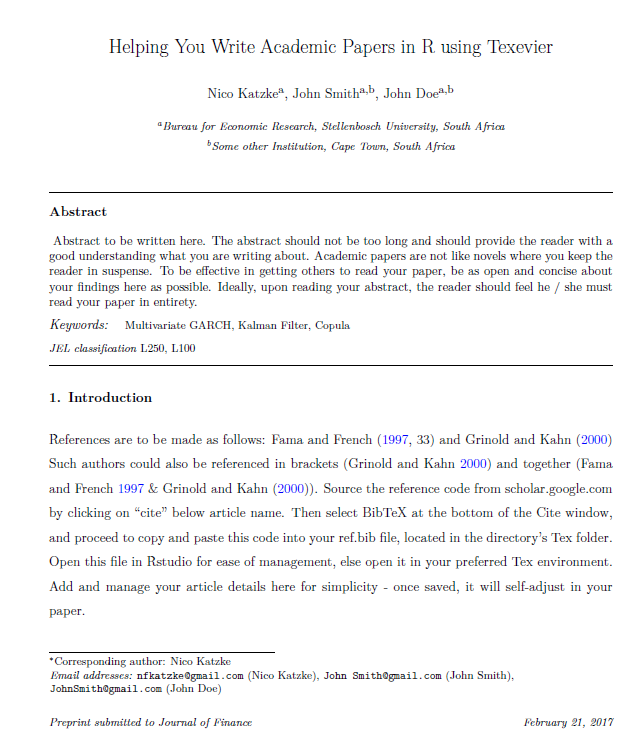 Helping You Write Academic Papers in R using Texevier
Nico Katzkeᵃ, John Smithᵃ,ᵇ, John Doeᵃ,ᵇ
ᵃBureau for Economic Research, Stellenbosch University, South Africa
ᵇSome other Institution, Cape Town, South Africa
Abstract
Abstract to be written here. The abstract should not be too long and should provide the reader with a
good understanding what you are writing about. Academic papers are not like novels where you keep the
reader in suspense. To be effective in getting others to read your paper, be as open and concise about
your findings here as possible. Ideally, upon reading your abstract, the reader should feel he / she must
read your paper in entirety.
Keywords: Multivariate GARCH, Kalman Filter, Copula
JEL classification L250, L100
1. Introduction
References are to be made as follows: Fama and French (1997, 33) and Grinold and Kahn (2000)
Such authors could also be referenced in brackets (Grinold and Kahn 2000) and together (Fama
and French 1997 & Grinold and Kahn (2000)). Source the reference code from scholar.google.com
by clicking on “cite” below article name. Then select BibTeX at the bottom of the Cite window,
and proceed to copy and paste this code into your ref.bib file, located in the directory’s Tex folder.
Open this file in Rstudio for ease of management, else open it in your preferred Tex environment.
Add and manage your article details here for simplicity - once saved, it will self-adjust in your
paper.
*Corresponding author: Nico Katzke
Email addresses: nfkatzke@gmail.com (Nico Katzke), John Smith@gmail.com (John Smith),
JohnSmith@gmail.com (John Doe)
Preprint submitted to Journal of Finance February 21, 2017